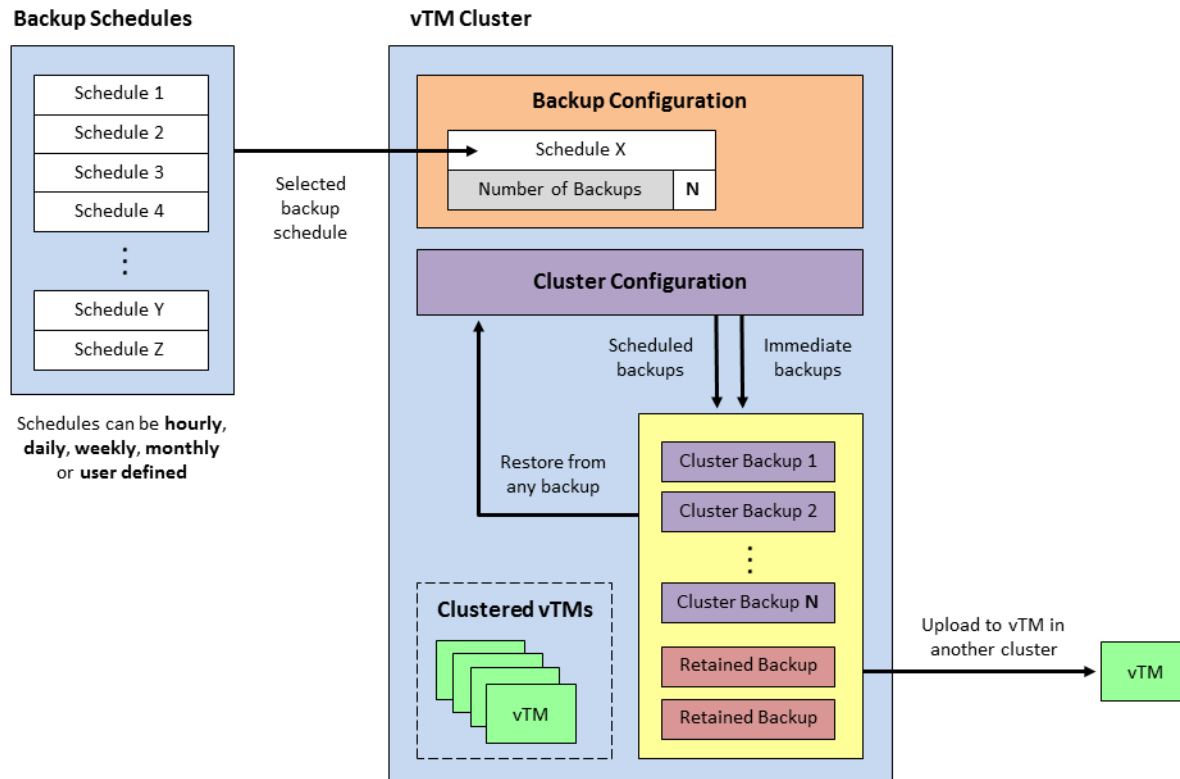 Backup Schedules
Schedule 1
Schedule 2
Schedule 3
Schedule 4
Schedule Y
Schedule Z
Schedules can be hourly,
daily, weekly, monthly
or user defined
Selected
backup
schedule
vTM Cluster
Backup Configuration
Schedule X
Number of Backups N
Cluster Configuration
Scheduled
backups
Immediate
backups
Restore from
any backup
Cluster Backup 1
Cluster Backup 2
Cluster Backup N
Retained Backup
Retained Backup
Clustered vTMs
vTM
Upload to vTM in
another cluster
vTM